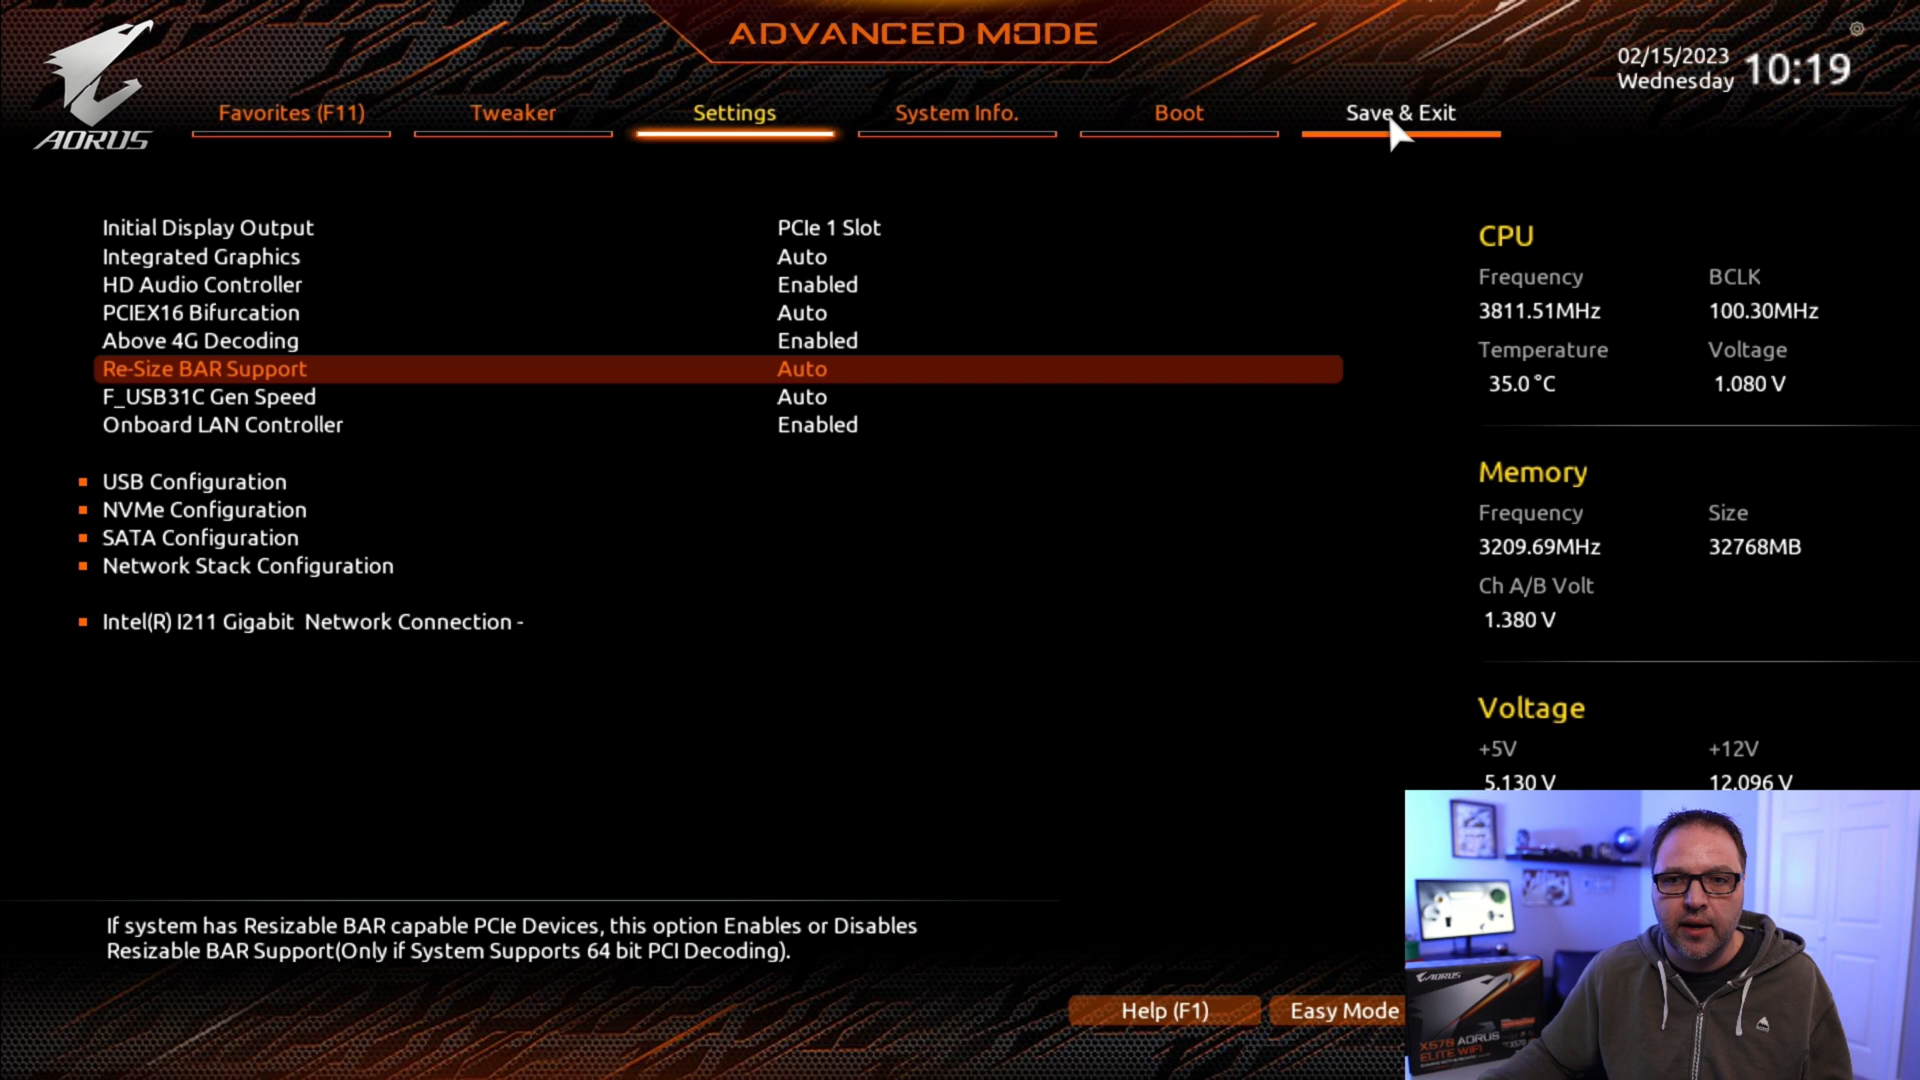 ADVANCED MODE
02/15/2023
Wednesday
10:19
AORUS
Favorites (F11)
Tweaker
Settings
System Info.
Boot
Save & Exit
Initial Display Output PCIe 1 Slot
Integrated Graphics Auto
HD Audio Controller Enabled
PCIEX16 Bifurcation Auto
Above 4G Decoding Enabled
Re-Size BAR Support Auto
F_USB31C Gen Speed Auto
Onboard LAN Controller Enabled
USB Configuration
NVMe Configuration
SATA Configuration
Network Stack Configuration
Intel(R) I211 Gigabit  Network Connection -
CPU
Frequency BCLK
3811.51MHz 100.30MHz
Temperature Voltage
35.0 °C 1.080 V
Memory
Frequency Size
3209.69MHz 32768MB
Ch A/B Volt
1.380 V
Voltage
+5V +12V
5.130 V 12.096 V
If system has Resizable BAR capable PCIe Devices, this option Enables or Disables
Resizable BAR Support(Only if System Supports 64 bit PCI Decoding).
Help (F1)
Easy Mode
AORUS
X570 AORUS
ELITE WIFI
X570